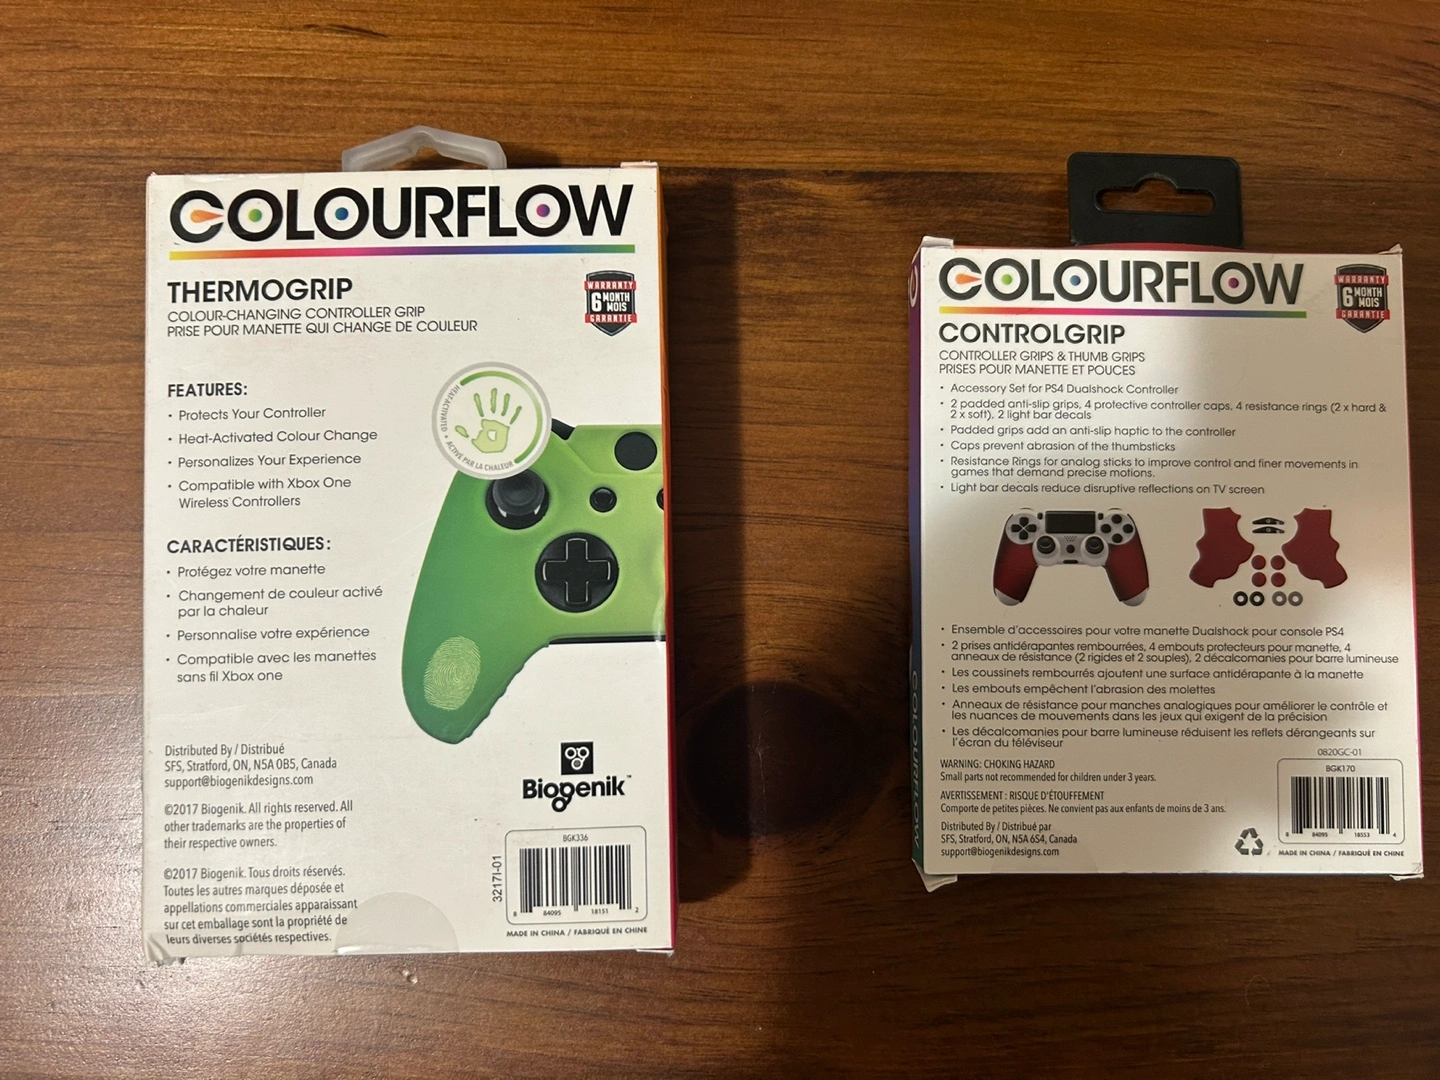 COLOURFLOW
THERMOGRIP
COLOUR-CHANGING CONTROLLER GRIP
PRISE POUR MANETTE QUI CHANGE DE COULEUR
WARRANTY
6 MONTH
MOIS
GARANTIE
FEATURES:
• Protects Your Controller
• Heat-Activated Colour Change
• Personalizes Your Experience
• Compatible with Xbox One
Wireless Controllers
HEAT-ACTIVATED • ACTIVÉ PAR LA CHALEUR
CARACTÉRISTIQUES:
• Protégez votre manette
• Changement de couleur activé
par la chaleur
• Personnalise votre expérience
• Compatible avec les manettes
sans fil Xbox one
Distributed By / Distribué
SFS, Stratford, ON, N5A 0B5, Canada
support@biogenikdesigns.com
©2017 Biogenik. All rights reserved. All
other trademarks are the properties of
their respective owners.
©2017 Biogenik. Tous droits réservés.
Toutes les autres marques déposée et
appellations commerciales apparaissant
sur cet emballage sont la propriété de
leurs diverses sociétés respectives.
Biogenik™
32171-01
BGK336
8 84095 18151 2
MADE IN CHINA / FABRIQUÉ EN CHINE
COLOURFLOW
CONTROLGRIP
CONTROLLER GRIPS & THUMB GRIPS
PRISES POUR MANETTE ET POUCES
WARRANTY
6 MONTH
MOIS
GARANTIE
• Accessory Set for PS4 Dualshock Controller
• 2 padded anti-slip grips, 4 protective controller caps, 4 resistance rings (2 x hard &
2 x soft), 2 light bar decals
• Padded grips add an anti-slip haptic to the controller
• Caps prevent abrasion of the thumbsticks
• Resistance Rings for analog sticks to improve control and finer movements in
games that demand precise motions.
• Light bar decals reduce disruptive reflections on TV screen
• Ensemble d'accessoires pour votre manette Dualshock pour console PS4
• 2 prises antidérapantes rembourrées, 4 embouts protecteurs pour manette, 4
anneaux de résistance (2 rigides et 2 souples), 2 décalcomanies pour barre lumineuse
• Les coussinets rembourrés ajoutent une surface antidérapante à la manette
• Les embouts empêchent l'abrasion des molettes
• Anneaux de résistance pour manches analogiques pour améliorer le contrôle et
les nuances de mouvements dans les jeux qui exigent de la précision
• Les décalcomanies pour barre lumineuse réduisent les reflets dérangeants sur
l'écran du téléviseur
0820GC-01
WARNING: CHOKING HAZARD
Small parts not recommended for children under 3 years.
AVERTISSEMENT : RISQUE D'ÉTOUFFEMENT
Comporte de petites pièces. Ne convient pas aux enfants de moins de 3 ans.
Distributed By / Distribué par
SFS, Stratford, ON, N5A 6S4, Canada
support@biogenikdesigns.com
BGK170
8 84095 18553 4
MADE IN CHINA / FABRIQUÉ EN CHINE
COLOURFLOW